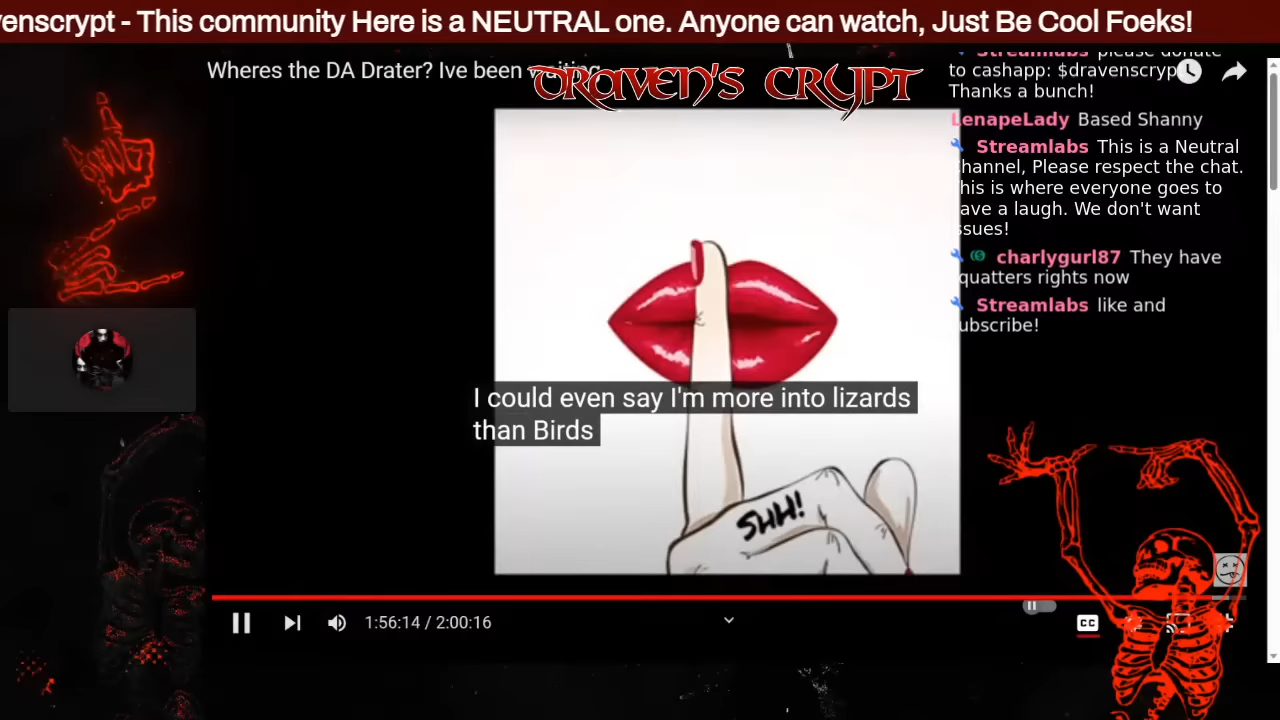 venscrypt - This community Here is a NEUTRAL one. Anyone can watch, Just Be Cool Foeks!
Wheres the DA Drater? Ive been waiting
DRAVEN'S CRYPT
Streamlabs please donate
to cashapp: $dravenscryp
Thanks a bunch!
LenapeLady Based Shanny
Streamlabs This is a Neutral
hannel, Please respect the chat.
his is where everyone goes to
ave a laugh. We don't want
ssues!
charlygurl87 They have
quatters rights now
Streamlabs like and
ubscribe!
I could even say I'm more into lizards
than Birds
SHH!
1:56:14 / 2:00:16
CC